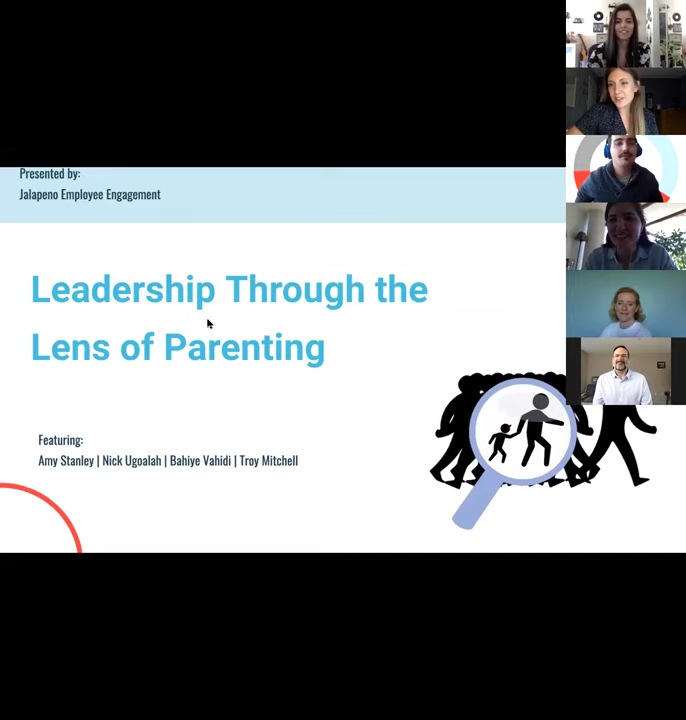 Presented by:
Jalapeno Employee Engagement
Leadership Through the
Lens of Parenting
Featuring:
Amy Stanley | Nick Ugoalah | Bahiye Vahidi | Troy Mitchell